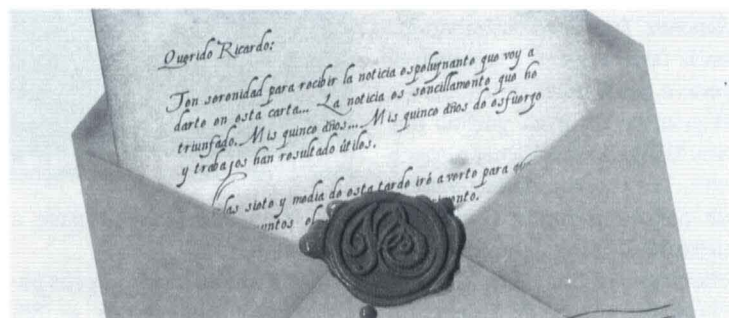 Querido Ricardo:
Ten serenidad para recibir la noticia espeluznante que voy a
darte en esta carta... La noticia es sencillamente que he
triunfado. Mis quince años... Mis quince años de esfuerzo
y trabajos han resultado útiles.
las siete y media de esta tarde iré a verte para